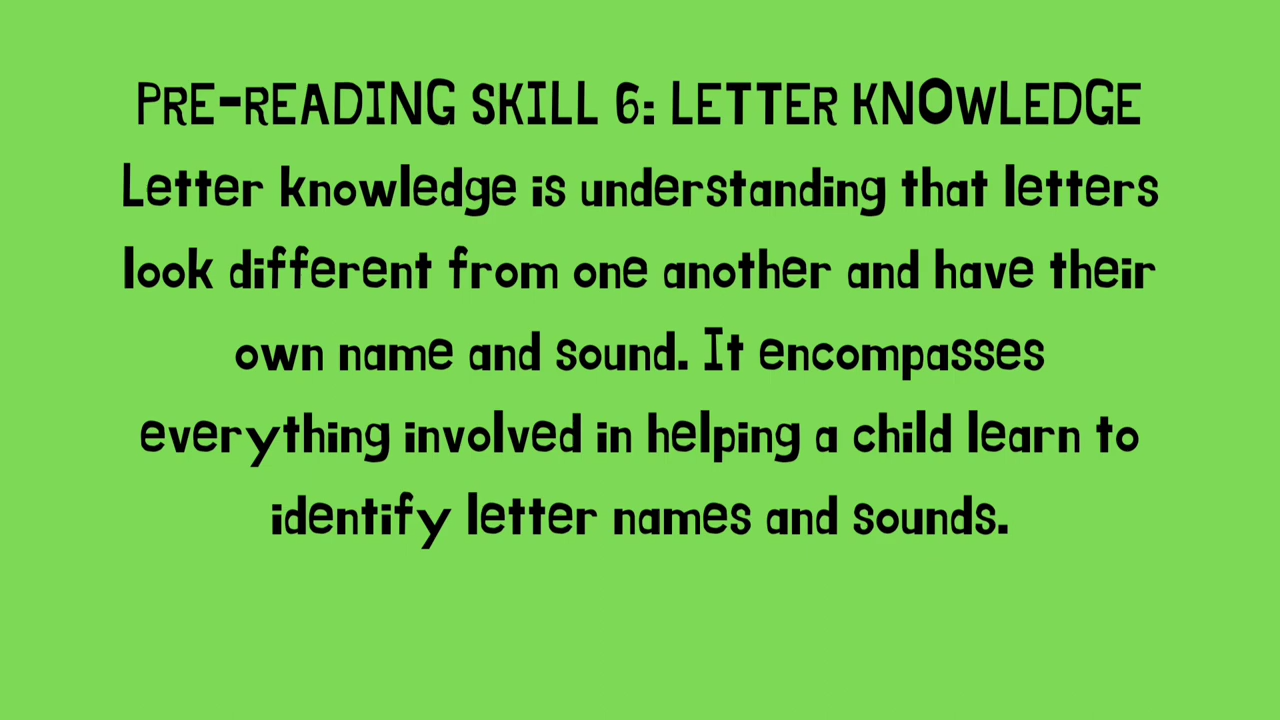 PRE-READING SKILL 6: LETTER KNOWLEDGE
Letter knowledge is understanding that letters
look different from one another and have their
own name and sound. It encompasses
everything involved in helping a child learn to
identify letter names and sounds.